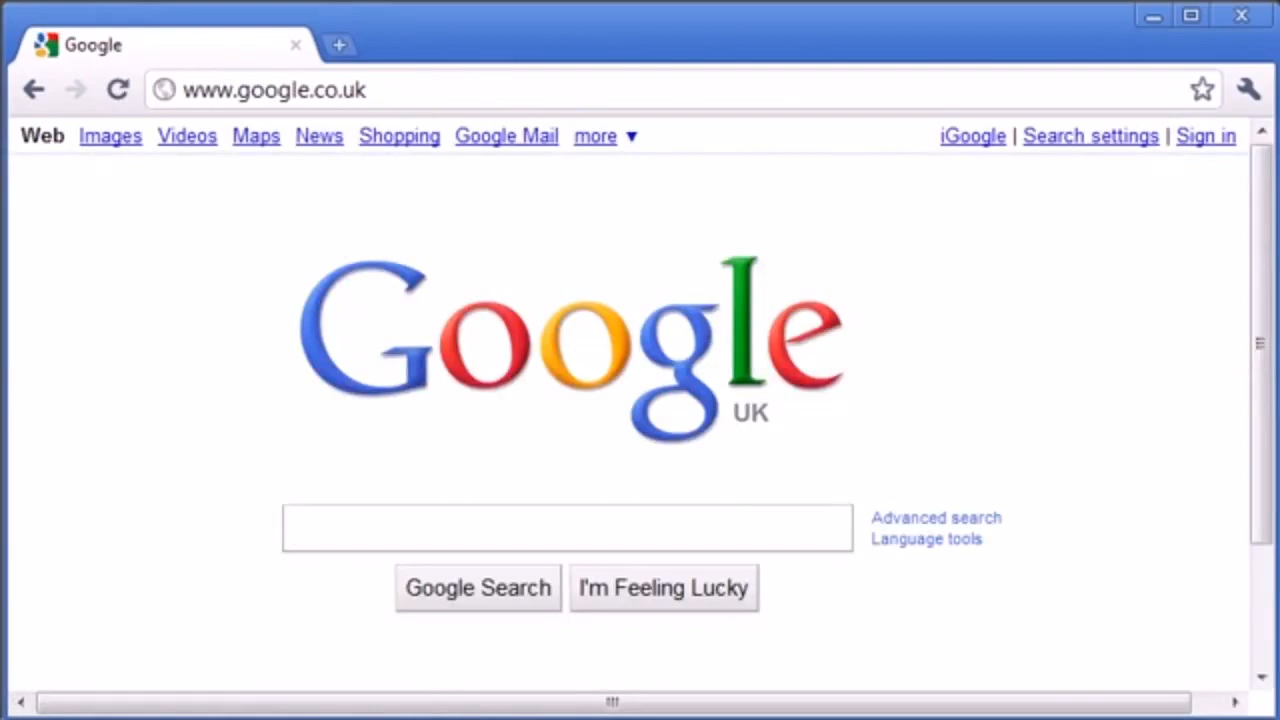 Google
www.google.co.uk
Web Images Videos Maps News Shopping Google Mail more ▼ iGoogle | Search settings | Sign in
Google
UK
Advanced search
Language tools
Google Search I'm Feeling Lucky